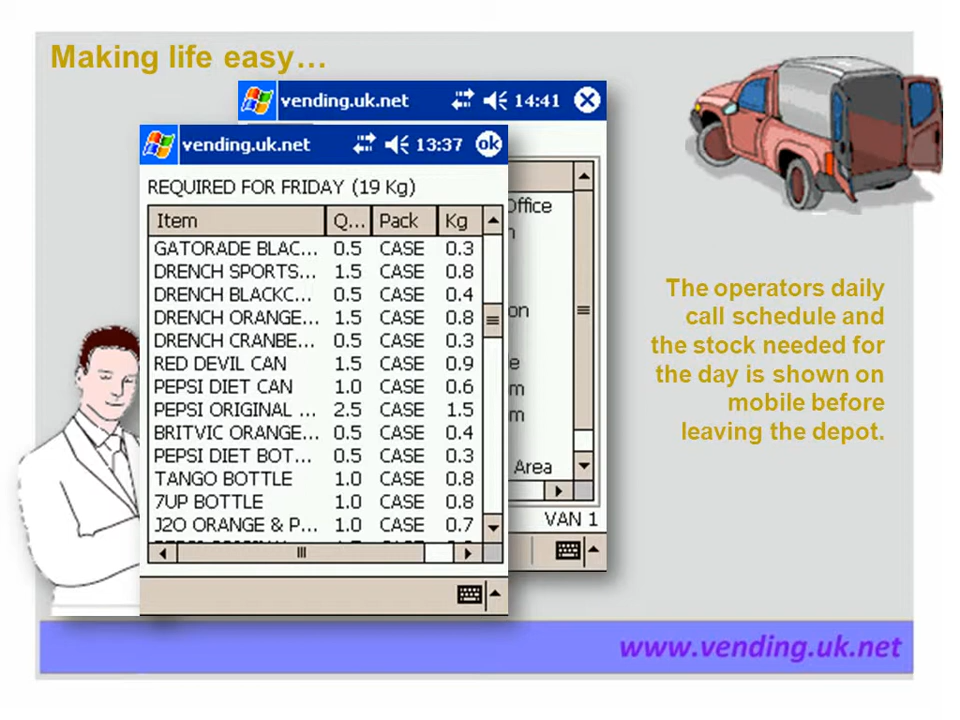 Making life easy…
vending.uk.net 14:41
vending.uk.net 13:37 ok
REQUIRED FOR FRIDAY (19 Kg)
Item Q... Pack Kg
GATORADE BLAC... 0.5 CASE 0.3
DRENCH SPORTS... 1.5 CASE 0.8
DRENCH BLACKC... 0.5 CASE 0.4
DRENCH ORANGE... 1.5 CASE 0.8
DRENCH CRANBE... 0.5 CASE 0.3
RED DEVIL CAN 1.5 CASE 0.9
PEPSI DIET CAN 1.0 CASE 0.6
PEPSI ORIGINAL ... 2.5 CASE 1.5
BRITVIC ORANGE... 0.5 CASE 0.4
PEPSI DIET BOT... 0.5 CASE 0.3
TANGO BOTTLE 1.0 CASE 0.8
7UP BOTTLE 1.0 CASE 0.8
J2O ORANGE & P... 1.0 CASE 0.7
Office
Area
VAN 1
The operators daily
call schedule and
the stock needed for
the day is shown on
mobile before
leaving the depot.
www.vending.uk.net